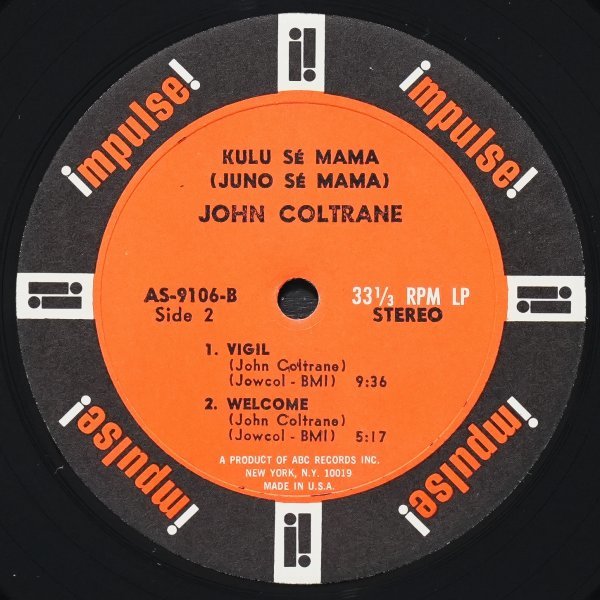 impulse!
impulse!
KULU SÉ MAMA
(JUNO SÉ MAMA)
JOHN COLTRANE
AS-9106-B
Side 2
33⅓ RPM LP
STEREO
1. VIGIL
(John Coltrane)
(Jowcol - BMI) 9:36
2. WELCOME
(John Coltrane)
(Jowcol - BMI) 5:17
A PRODUCT OF ABC RECORDS INC.
NEW YORK, N.Y. 10019
MADE IN U.S.A.
impulse!
impulse!